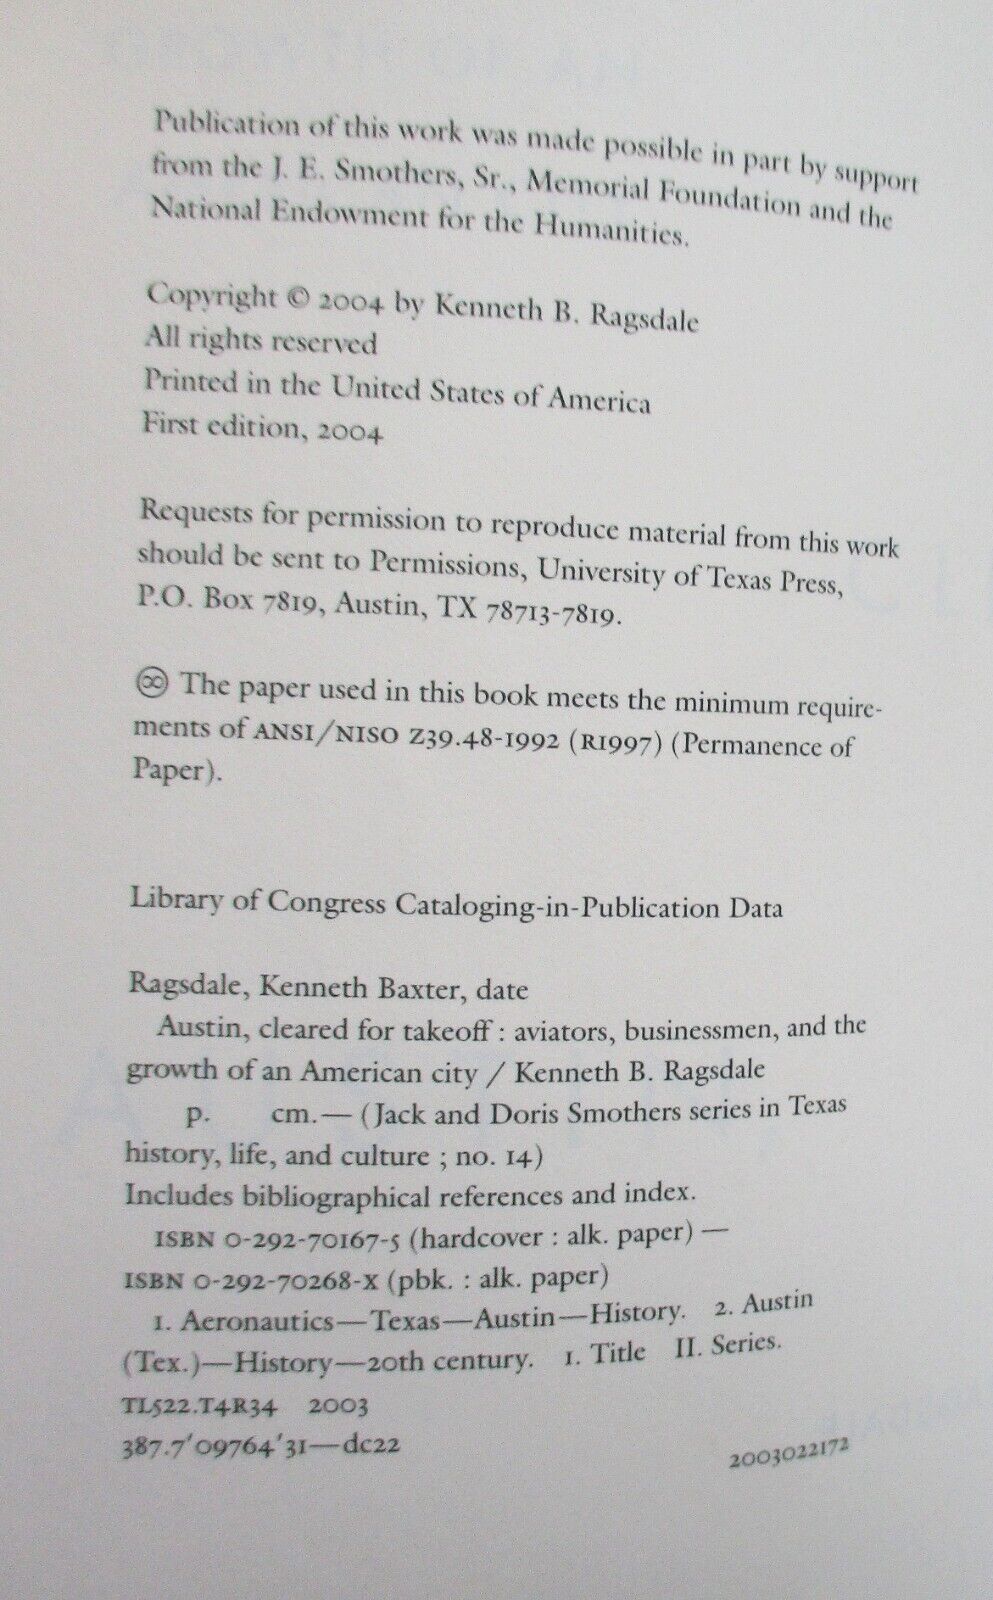 Publication of this work was made possible in part by support
from the J. E. Smothers, Sr., Memorial Foundation and the
National Endowment for the Humanities.
Copyright © 2004 by Kenneth B. Ragsdale
All rights reserved
Printed in the United States of America
First edition, 2004
Requests for permission to reproduce material from this work
should be sent to Permissions, University of Texas Press,
P.O. Box 7819, Austin, TX 78713-7819.
♾ The paper used in this book meets the minimum require-
ments of ANSI/NISO Z39.48-1992 (R1997) (Permanence of
Paper).
Library of Congress Cataloging-in-Publication Data
Ragsdale, Kenneth Baxter, date
Austin, cleared for takeoff : aviators, businessmen, and the
growth of an American city / Kenneth B. Ragsdale
p. cm.— (Jack and Doris Smothers series in Texas
history, life, and culture ; no. 14)
Includes bibliographical references and index.
ISBN 0-292-70167-5 (hardcover : alk. paper) —
ISBN 0-292-70268-X (pbk. : alk. paper)
1. Aeronautics—Texas—Austin—History. 2. Austin
(Tex.)—History—20th century. 1. Title II. Series.
TL522.T4R34 2003
387.7'09764'31—dc22
2003022172